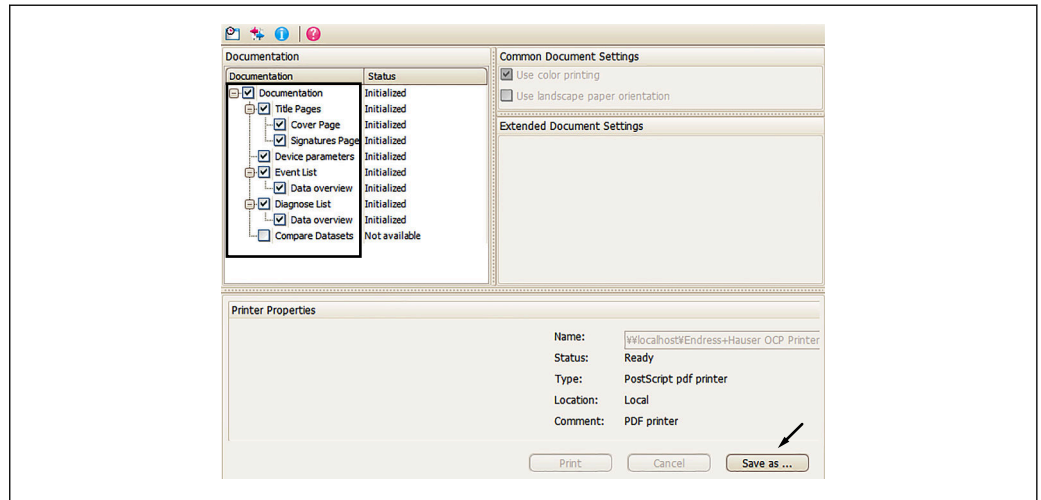 Documentation
Common Document Settings
Documentation Status
Use color printing
Use landscape paper orientation
Documentation Initialized
Title Pages Initialized
Cover Page Initialized
Signatures Page Initialized
Device parameters Initialized
Event List Initialized
Data overview Initialized
Diagnose List Initialized
Data overview Initialized
Compare Datasets Not available
Extended Document Settings
Printer Properties
Name: \\localhost\Endress+Hauser OCP Printer
Status: Ready
Type: PostScript pdf printer
Location: Local
Comment: PDF printer
Print Cancel Save as ...